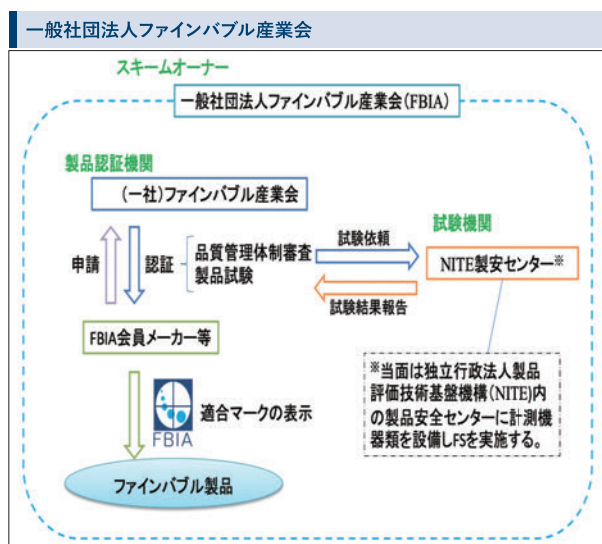 一般社団法人ファインバブル産業会
スキームオーナー
一般社団法人ファインバブル産業会(FBIA)
製品認証機関
(一社)ファインバブル産業会
試験機関
申請
認証
品質管理体制審査
製品試験
試験依頼
試験結果報告
NITE製安センター※
FBIA会員メーカー等
※当面は独立行政法人製品
評価技術基盤機構(NITE)内
の製品安全センターに計測機
器類を設備しFSを実施する。
FBIA
適合マークの表示
ファインバブル製品